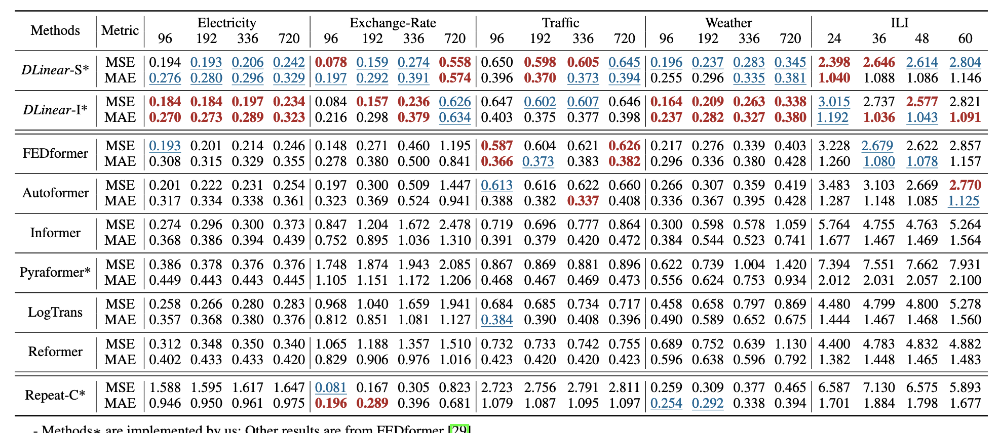 Methods Metric Electricity Exchange-Rate Traffic Weather ILI
96 192 336 720 96 192 336 720 96 192 336 720 96 192 336 720 24 36 48 60
DLinear-S* MSE 0.194 0.193 0.206 0.242 0.078 0.159 0.274 0.558 0.650 0.598 0.605 0.645 0.196 0.237 0.283 0.345 2.398 2.646 2.614 2.804
MAE 0.276 0.280 0.296 0.329 0.197 0.292 0.391 0.574 0.396 0.370 0.373 0.394 0.255 0.296 0.335 0.381 1.040 1.088 1.086 1.146
DLinear-I* MSE 0.184 0.184 0.197 0.234 0.084 0.157 0.236 0.626 0.647 0.602 0.607 0.646 0.164 0.209 0.263 0.338 3.015 2.737 2.577 2.821
MAE 0.270 0.273 0.289 0.323 0.216 0.298 0.379 0.634 0.403 0.375 0.377 0.398 0.237 0.282 0.327 0.380 1.192 1.036 1.043 1.091
FEDformer MSE 0.193 0.201 0.214 0.246 0.148 0.271 0.460 1.195 0.587 0.604 0.621 0.626 0.217 0.276 0.339 0.403 3.228 2.679 2.622 2.857
MAE 0.308 0.315 0.329 0.355 0.278 0.380 0.500 0.841 0.366 0.373 0.383 0.382 0.296 0.336 0.380 0.428 1.260 1.080 1.078 1.157
Autoformer MSE 0.201 0.222 0.231 0.254 0.197 0.300 0.509 1.447 0.613 0.616 0.622 0.660 0.266 0.307 0.359 0.419 3.483 3.103 2.669 2.770
MAE 0.317 0.334 0.338 0.361 0.323 0.369 0.524 0.941 0.388 0.382 0.337 0.408 0.336 0.367 0.395 0.428 1.287 1.148 1.085 1.125
Informer MSE 0.274 0.296 0.300 0.373 0.847 1.204 1.672 2.478 0.719 0.696 0.777 0.864 0.300 0.598 0.578 1.059 5.764 4.755 4.763 5.264
MAE 0.368 0.386 0.394 0.439 0.752 0.895 1.036 1.310 0.391 0.379 0.420 0.472 0.384 0.544 0.523 0.741 1.677 1.467 1.469 1.564
Pyraformer* MSE 0.386 0.378 0.376 0.376 1.748 1.874 1.943 2.085 0.867 0.869 0.881 0.896 0.622 0.739 1.004 1.420 7.394 7.551 7.662 7.931
MAE 0.449 0.443 0.443 0.445 1.105 1.151 1.172 1.206 0.468 0.467 0.469 0.473 0.556 0.624 0.753 0.934 2.012 2.031 2.057 2.100
LogTrans MSE 0.258 0.266 0.280 0.283 0.968 1.040 1.659 1.941 0.684 0.685 0.734 0.717 0.458 0.658 0.797 0.869 4.480 4.799 4.800 5.278
MAE 0.357 0.368 0.380 0.376 0.812 0.851 1.081 1.127 0.384 0.390 0.408 0.396 0.490 0.589 0.652 0.675 1.444 1.467 1.468 1.560
Reformer MSE 0.312 0.348 0.350 0.340 1.065 1.188 1.357 1.510 0.732 0.733 0.742 0.755 0.689 0.752 0.639 1.130 4.400 4.783 4.832 4.882
MAE 0.402 0.433 0.433 0.420 0.829 0.906 0.976 1.016 0.423 0.420 0.420 0.423 0.596 0.638 0.596 0.792 1.382 1.448 1.465 1.483
Repeat-C* MSE 1.588 1.595 1.617 1.647 0.081 0.167 0.305 0.823 2.723 2.756 2.791 2.811 0.259 0.309 0.377 0.465 6.587 7.130 6.575 5.893
MAE 0.946 0.950 0.961 0.975 0.196 0.289 0.396 0.681 1.079 1.087 1.095 1.097 0.254 0.292 0.338 0.394 1.701 1.884 1.798 1.677
- Methods* are implemented by us; Other results are from FEDformer [29]